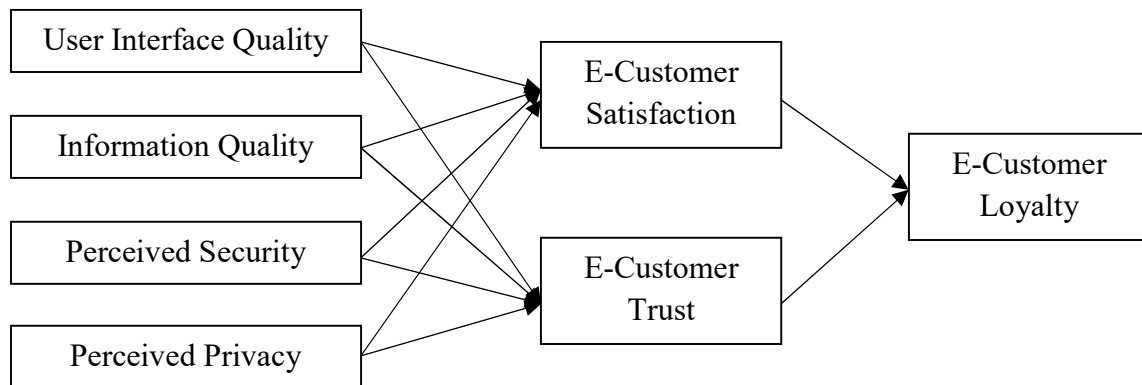 User Interface Quality
Information Quality
Perceived Security
Perceived Privacy
E-Customer
Satisfaction
E-Customer
Trust
E-Customer
Loyalty